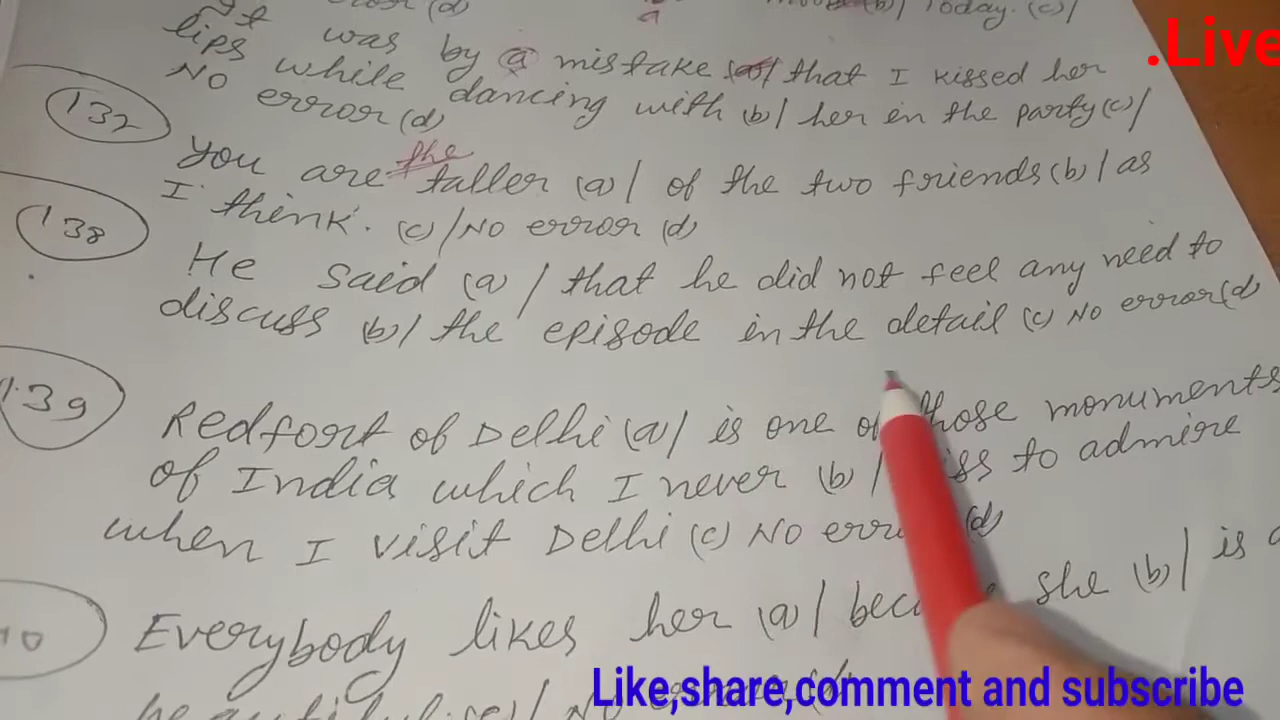 error (d)
a
(b)/ Today. (c)/
.Live
It was by a mistake (a)/ that I kissed her
lips while dancing with (b)/ her in the party (c)/
No error (d)
137
the
You are taller (a)/ of the two friends (b)/ as
I think. (c)/ No error (d)
138
He said (a)/ that he did not feel any need to
discuss (b)/ the episode in the detail (c) No error (d)
139
Redfort of Delhi (a)/ is one of those monuments
of India which I never (b)/ to admire
when I visit Delhi (c) No (d)
Everybody likes her (a)/ she (b)/ is
(c)/ No
Like,share,comment and subscribe